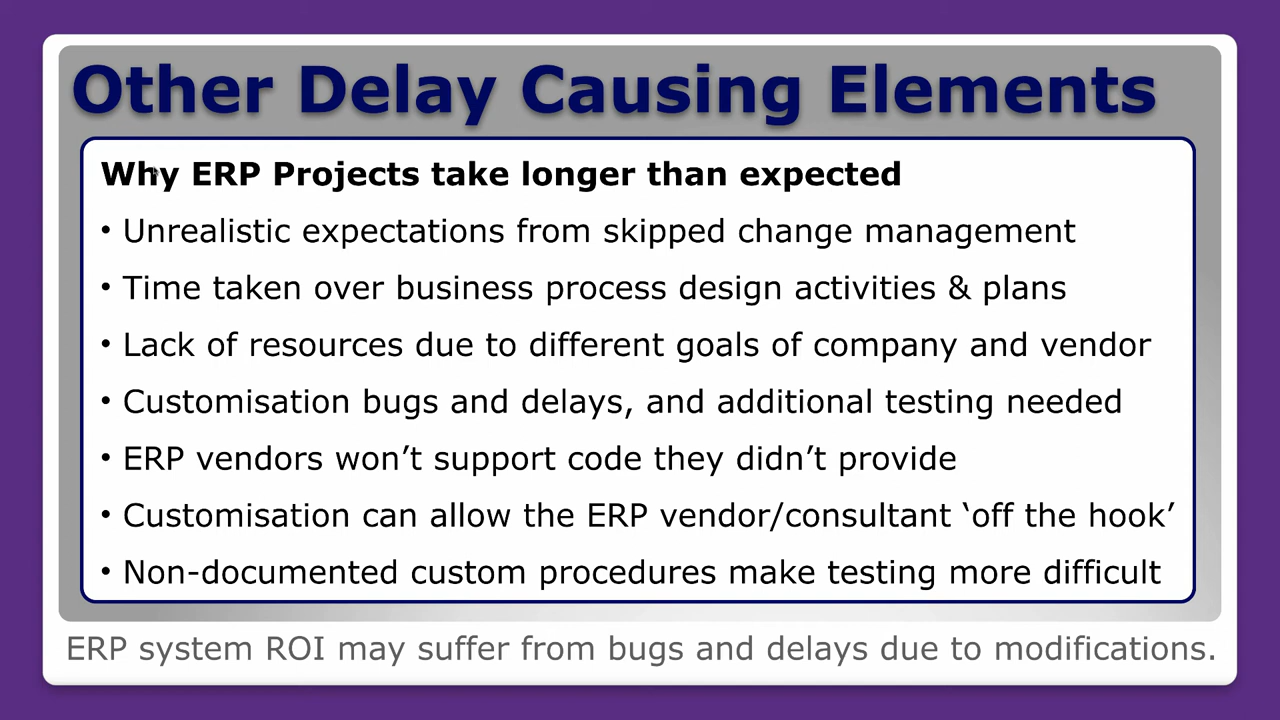 Other Delay Causing Elements
Why ERP Projects take longer than expected
• Unrealistic expectations from skipped change management
• Time taken over business process design activities & plans
• Lack of resources due to different goals of company and vendor
• Customisation bugs and delays, and additional testing needed
• ERP vendors won’t support code they didn’t provide
• Customisation can allow the ERP vendor/consultant ‘off the hook’
• Non-documented custom procedures make testing more difficult
ERP system ROI may suffer from bugs and delays due to modifications.